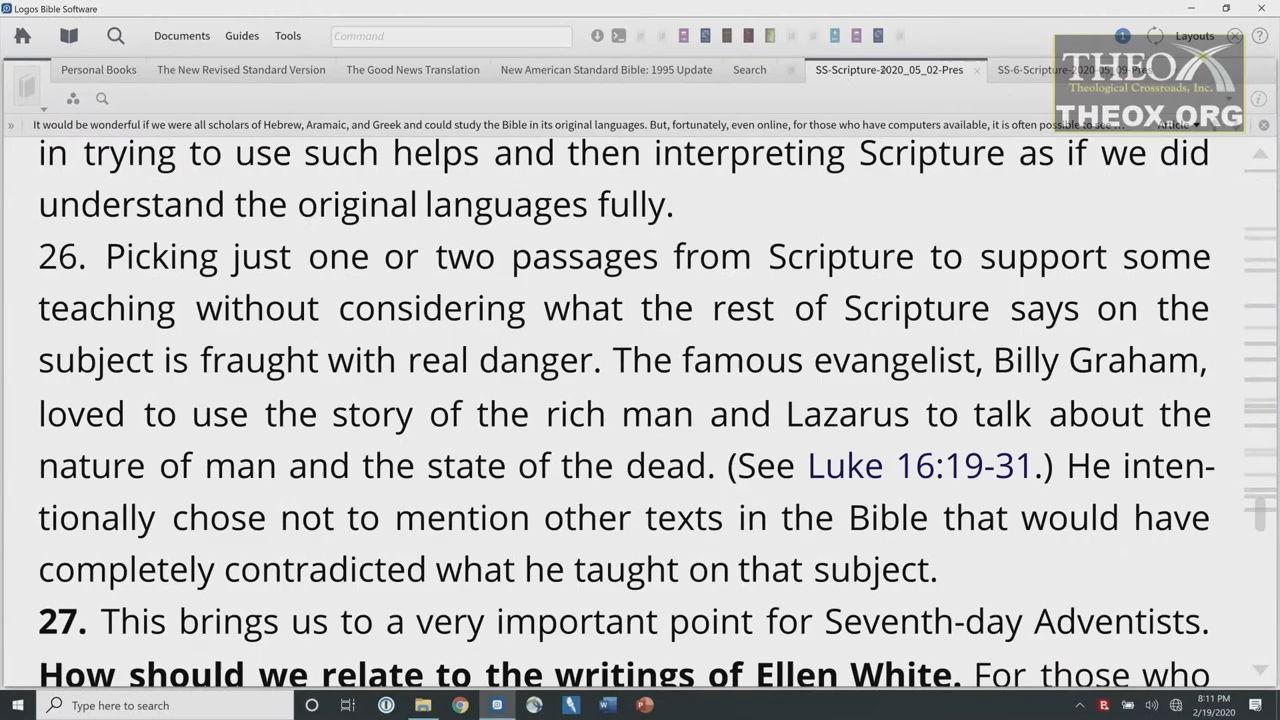 Logos Bible Software
Documents Guides Tools Command 1 Layouts
Personal Books The New Revised Standard Version Translation New American Standard Bible: 1995 Update Search SS-Scripture-2020_05_02-Pres SS-6-Scripture-2020-05_09-Pres
THEOX
Theological Crossroads, Inc.
THEOX.ORG
It would be wonderful if we were all scholars of Hebrew, Aramaic, and Greek and could study the Bible in its original languages. But, fortunately, even online, for those who have computers available, it is often possible to see ... Article
in trying to use such helps and then interpreting Scripture as if we did
understand the original languages fully.
26. Picking just one or two passages from Scripture to support some
teaching without considering what the rest of Scripture says on the
subject is fraught with real danger. The famous evangelist, Billy Graham,
loved to use the story of the rich man and Lazarus to talk about the
nature of man and the state of the dead. (See Luke 16:19-31.) He inten-
tionally chose not to mention other texts in the Bible that would have
completely contradicted what he taught on that subject.
27. This brings us to a very important point for Seventh-day Adventists.
How should we relate to the writings of Ellen White. For those who
Type here to search
8:11 PM
2/19/2020